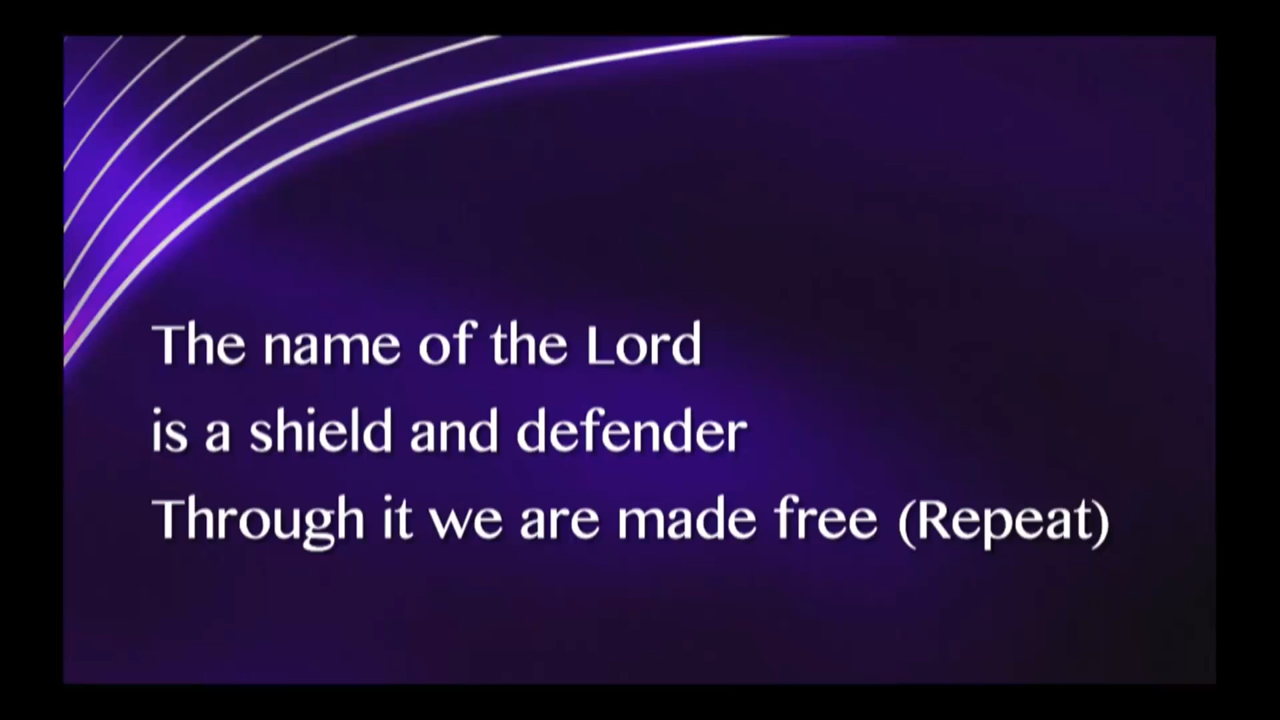 The name of the Lord
is a shield and defender
Through it we are made free (Repeat)